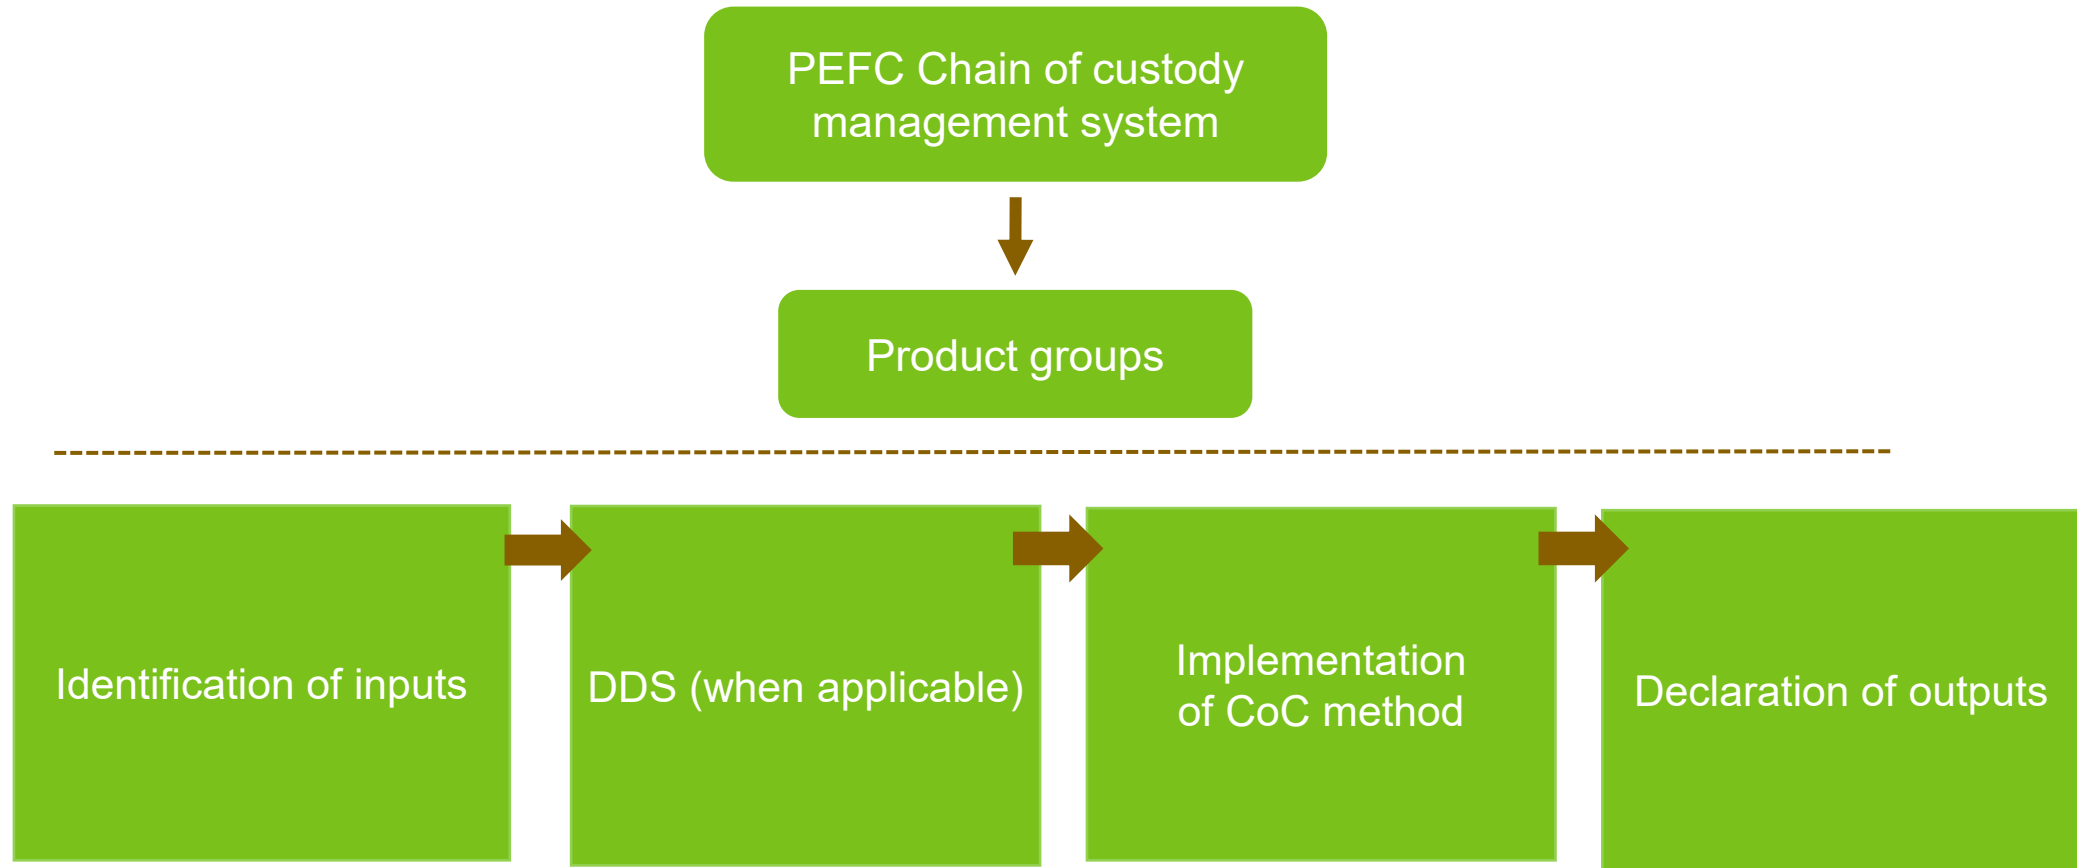 PEFC Chain of custody
management system
Product groups
Identification of inputs
DDS (when applicable)
Implementation
of CoC method
Declaration of outputs